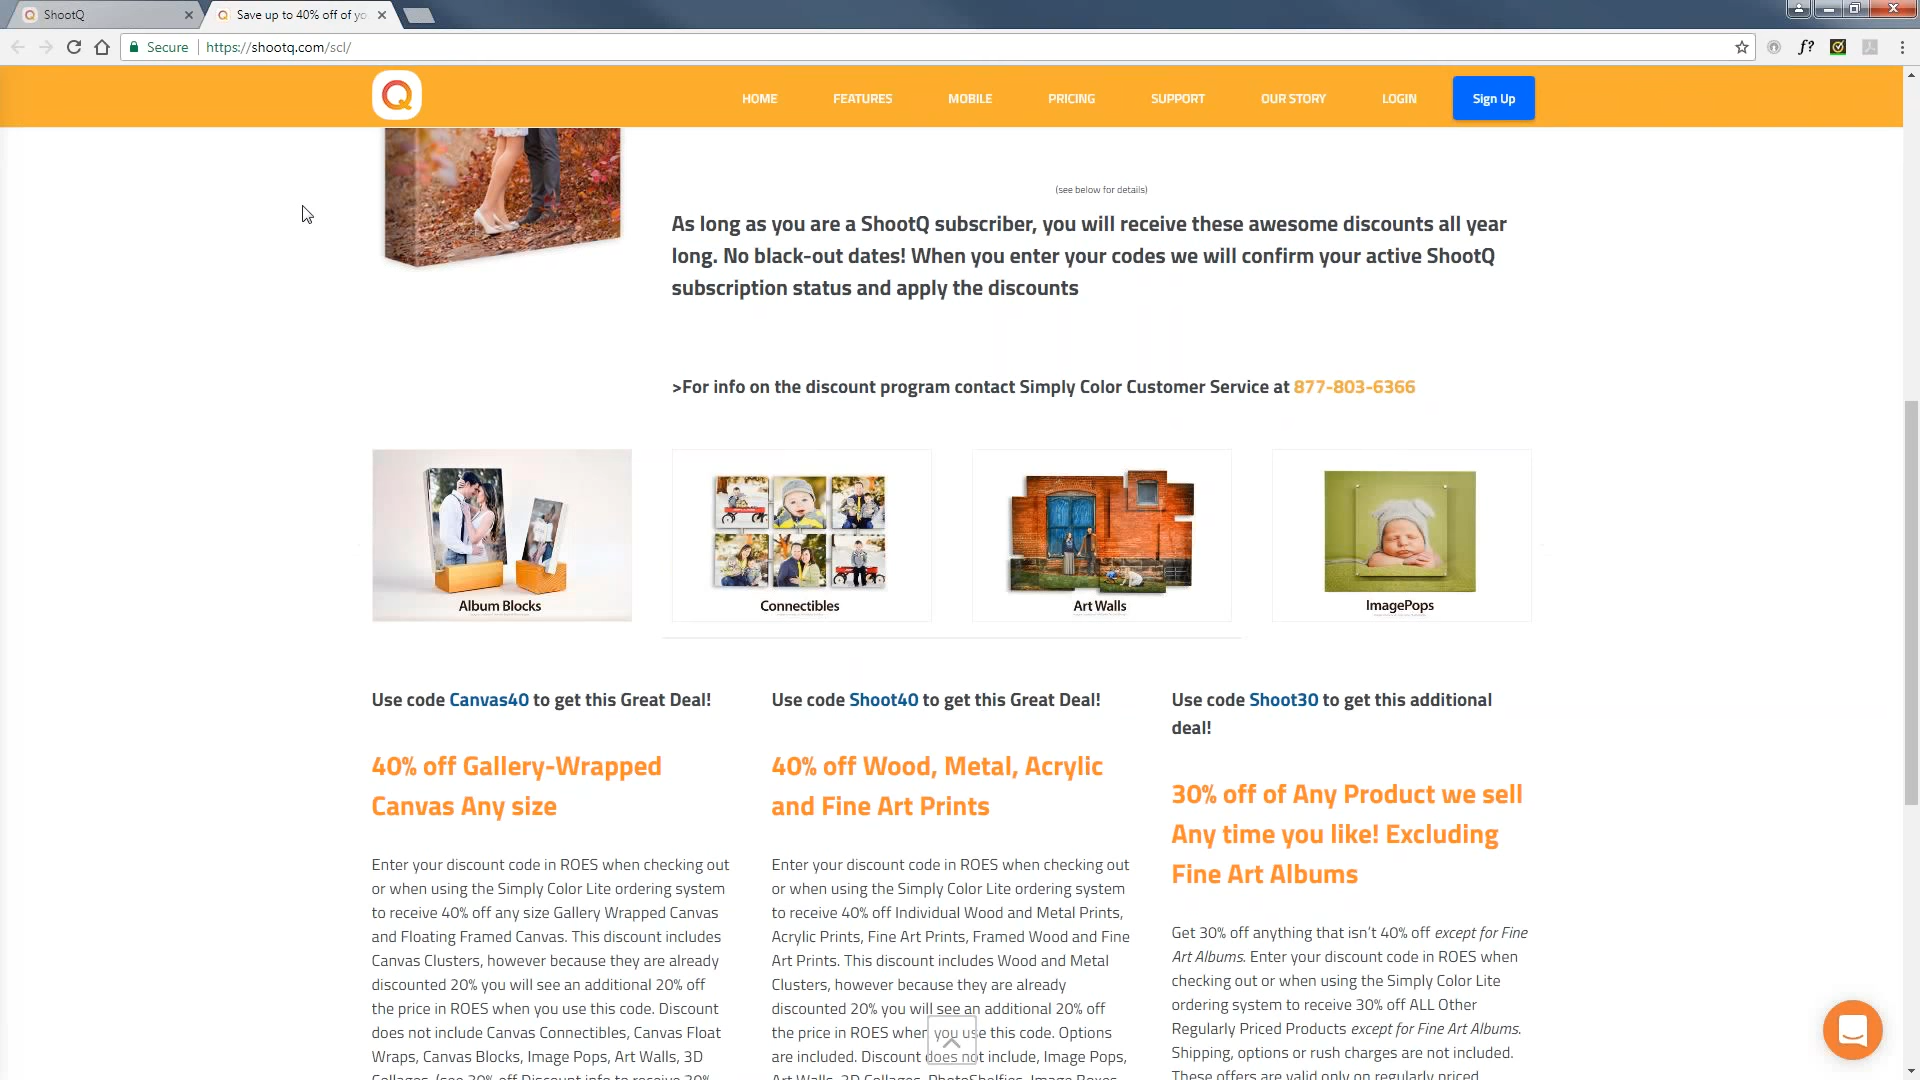 ShootQ
Save up to 40% off of yo
Secure
https://shootq.com/scl/
f?
Q
HOME
FEATURES
MOBILE
PRICING
SUPPORT
OUR STORY
LOGIN
Sign Up
(see below for details)
As long as you are a ShootQ subscriber, you will receive these awesome discounts all year
long. No black-out dates! When you enter your codes we will confirm your active ShootQ
subscription status and apply the discounts
>For info on the discount program contact Simply Color Customer Service at 877-803-6366
Album Blocks
Connectibles
Art Walls
ImagePops
Use code Canvas40 to get this Great Deal!
40% off Gallery-Wrapped
Canvas Any size
Enter your discount code in ROES when checking out
or when using the Simply Color Lite ordering system
to receive 40% off any size Gallery Wrapped Canvas
and Floating Framed Canvas. This discount includes
Canvas Clusters, however because they are already
discounted 20% you will see an additional 20% off
the price in ROES when you use this code. Discount
does not include Canvas Connectibles, Canvas Float
Wraps, Canvas Blocks, Image Pops, Art Walls, 3D
Collages, (see 30% off Discount info to receive 30%
Use code Shoot40 to get this Great Deal!
40% off Wood, Metal, Acrylic
and Fine Art Prints
Enter your discount code in ROES when checking out
or when using the Simply Color Lite ordering system
to receive 40% off Individual Wood and Metal Prints,
Acrylic Prints, Fine Art Prints, Framed Wood and Fine
Art Prints. This discount includes Wood and Metal
Clusters, however because they are already
discounted 20% you will see an additional 20% off
the price in ROES when you use this code. Options
are included. Discount does not include, Image Pops,
Art Walls, 3D Collages, PhotoShelfies, Image Boxes,
Use code Shoot30 to get this additional
deal!
30% off of Any Product we sell
Any time you like! Excluding
Fine Art Albums
Get 30% off anything that isn't 40% off except for Fine
Art Albums. Enter your discount code in ROES when
checking out or when using the Simply Color Lite
ordering system to receive 30% off ALL Other
Regularly Priced Products except for Fine Art Albums.
Shipping, options or rush charges are not included.
These offers are valid only on regularly priced